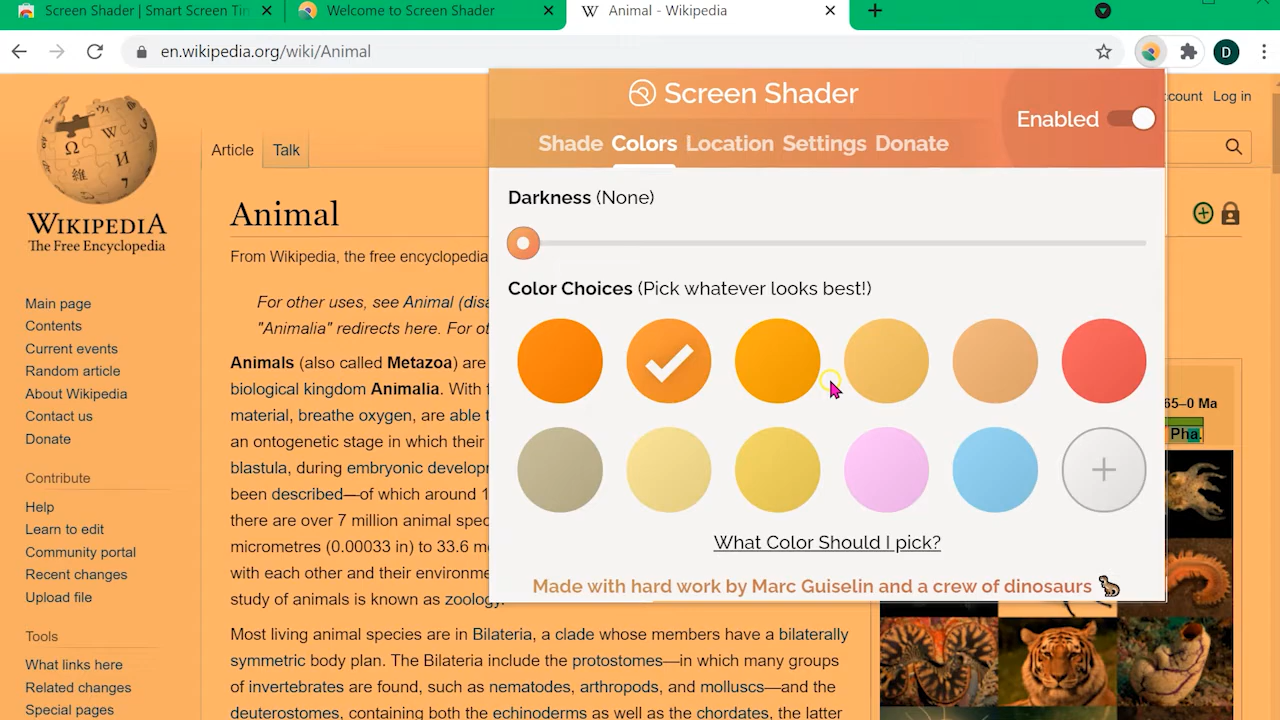 Screen Shader | Smart Screen Tin
Welcome to Screen Shader
Animal - Wikipedia
en.wikipedia.org/wiki/Animal
D
Screen Shader
Enabled
Shade Colors Location Settings Donate
Darkness (None)
Color Choices (Pick whatever looks best!)
What Color Should I pick?
Made with hard work by Marc Guiselin and a crew of dinosaurs
count Log in
WIKIPEDIA
The Free Encyclopedia
Main page
Contents
Current events
Random article
About Wikipedia
Contact us
Donate
Contribute
Help
Learn to edit
Community portal
Recent changes
Upload file
Tools
What links here
Related changes
Special pages
Article Talk
Animal
From Wikipedia, the free encyclopedia
For other uses, see Animal (disa
"Animalia" redirects here. For ot
Animals (also called Metazoa) are
biological kingdom Animalia. With
material, breathe oxygen, are able
an ontogenetic stage in which their
blastula, during embryonic develop
been described—of which around 1
there are over 7 million animal spec
micrometres (0.00033 in) to 33.6 me
with each other and their environme
study of animals is known as zoology.
Most living animal species are in Bilateria, a clade whose members have a bilaterally
symmetric body plan. The Bilateria include the protostomes—in which many groups
of invertebrates are found, such as nematodes, arthropods, and molluscs—and the
deuterostomes, containing both the echinoderms as well as the chordates, the latter
65–0 Ma
Pha.